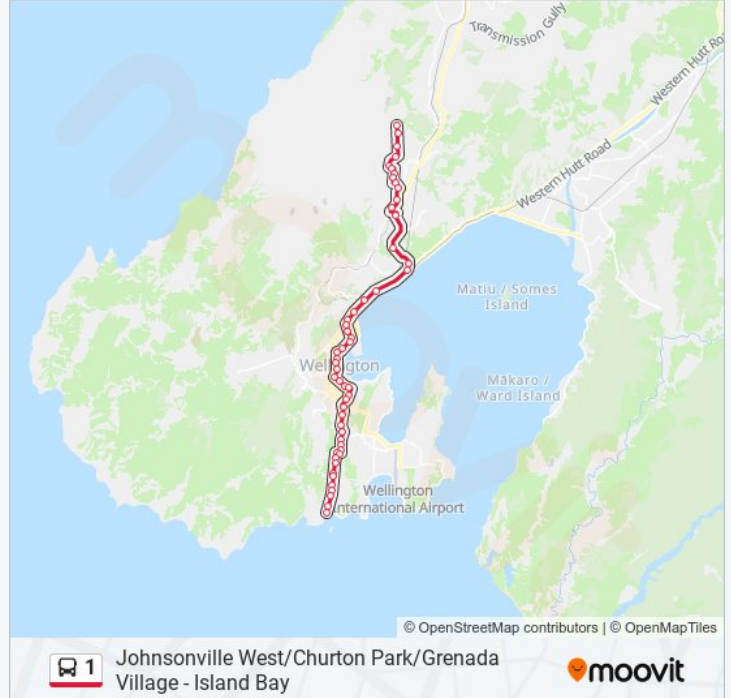 Transmission Gully
Western Hutt Roa
Western Hutt Road
Matiu / Somes
Island
Wellington
Mākaro /
Ward Island
Wellington
International Airport
© OpenStreetMap contributors | © OpenMapTiles
1
Johnsonville West/Churton Park/Grenada
Village - Island Bay
moovit